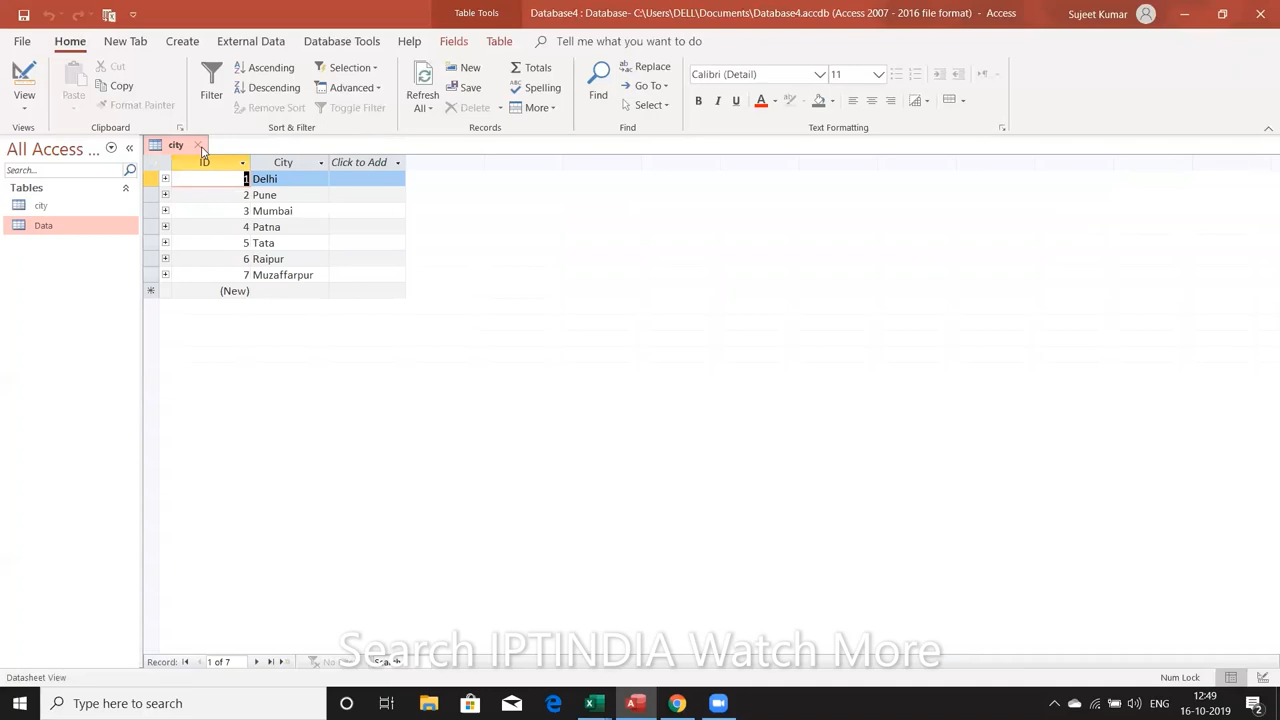 Table Tools
Database4 : Database- C:\Users\DELL\Documents\Database4.accdb (Access 2007 - 2016 file format) - Access
Sujeet Kumar
File
Home
New Tab
Create
External Data
Database Tools
Help
Fields
Table
Tell me what you want to do
View
Views
Paste
Cut
Copy
Format Painter
Clipboard
Filter
Ascending
Descending
Remove Sort
Selection
Advanced
Toggle Filter
Sort & Filter
Refresh
All
New
Save
Delete
Totals
Spelling
More
Records
Find
Replace
Go To
Select
Find
Calibri (Detail)
11
B I U
Text Formatting
All Access ...
Search...
Tables
city
Data
city
ID City Click to Add
1 Delhi
2 Pune
3 Mumbai
4 Patna
5 Tata
6 Raipur
7 Muzaffarpur
(New)
Search IPTINDIA Watch More
Record:
1 of 7
Search
Datasheet View
Num Lock
Type here to search
ENG
12:49
16-10-2019
2